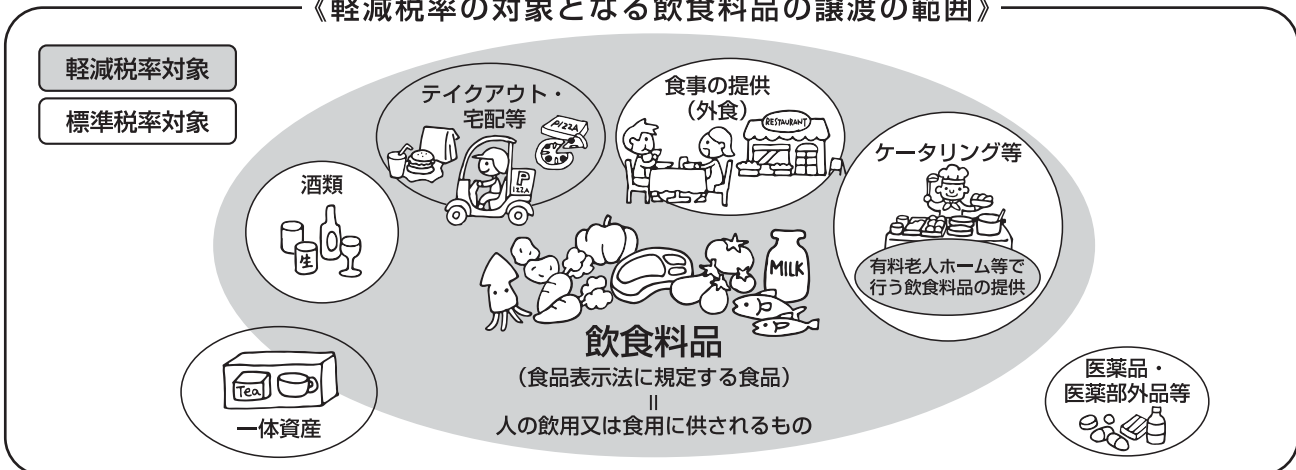 《軽減税率の対象となる飲食料品の譲渡の範囲》
軽減税率対象
標準税率対象
テイクアウト・
宅配等
PIZZA
P
IZZA
食事の提供
（外食）
RESTAURANT
ケータリング等
有料老人ホーム等で
行う飲食料品の提供
酒類
生
MILK
飲食料品
（食品表示法に規定する食品）
＝
人の飲用又は食用に供されるもの
Tea
一体資産
医薬品・
医薬部外品等